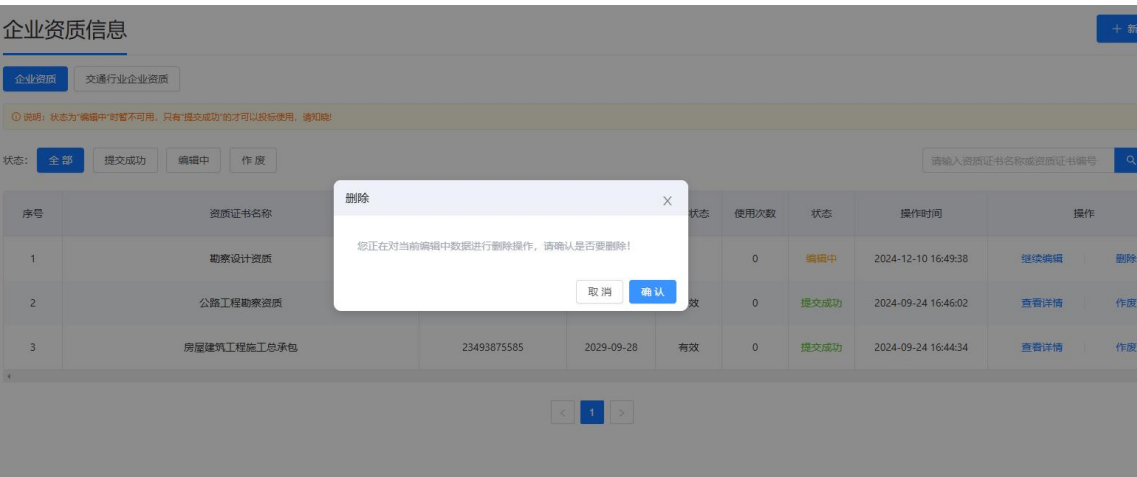 企业资质信息
+ 新
企业资质 交通行业企业资质
说明：状态为"编辑中"时暂不可用，只有"提交成功"的才可以投标使用，请知晓!
状态： 全部 提交成功 编辑中 作废 请输入资质证书名称或资质证书编号
删除
序号 资质证书名称 状态 使用次数 状态 操作时间 操作
您正在对当前编辑中数据进行删除操作，请确认是否要删除!
1 勘察设计资质 0 编辑中 2024-12-10 16:49:38 继续编辑 删除
取消 确认
2 公路工程勘察资质 效 0 提交成功 2024-09-24 16:46:02 查看详情 作废
3 房屋建筑工程施工总承包 23493875585 2029-09-28 有效 0 提交成功 2024-09-24 16:44:34 查看详情 作废
< 1 >